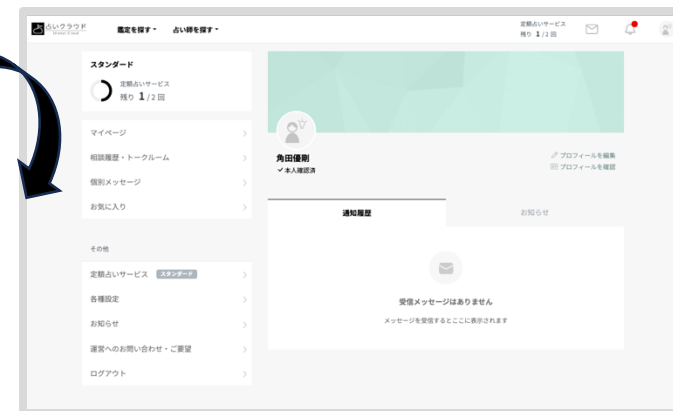 占いクラウド
鑑定を探す
占い師を探す
定額占いサービス
残り 1/2 回
スタンダード
定額占いサービス
残り 1/2 回
マイページ
相談履歴・トークルーム
個別メッセージ
お気に入り
その他
定額占いサービス スタンダード
各種設定
お知らせ
運営へのお問い合わせ・ご要望
ログアウト
角田優剛
本人確認済
プロフィールを編集
プロフィールを確認
通知履歴
お知らせ
受信メッセージはありません
メッセージを受信するとここに表示されます